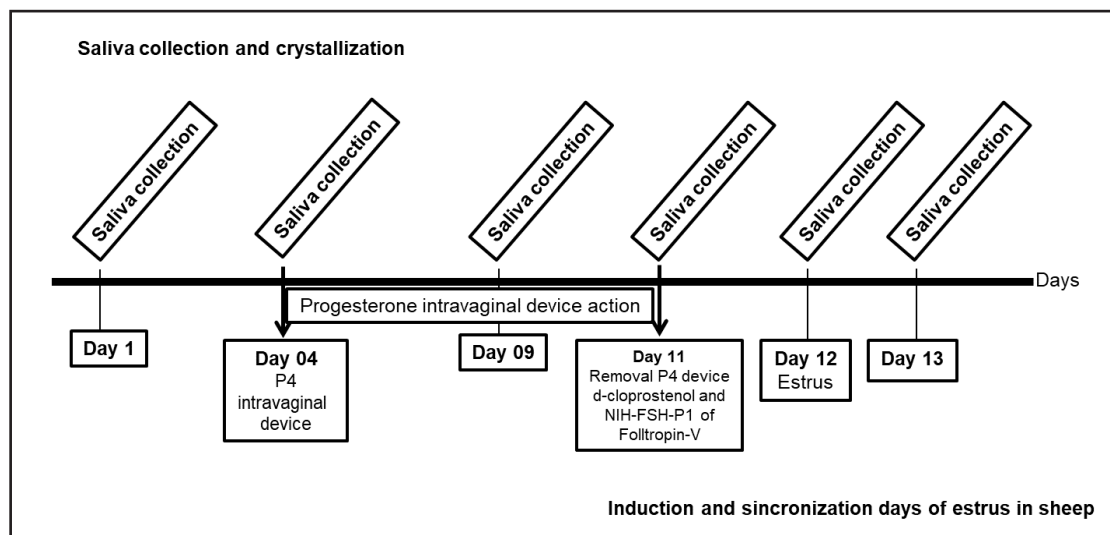 Saliva collection and crystallization
Saliva collection
Saliva collection
Saliva collection
Saliva collection
Saliva collection
Saliva collection
Days
Progesterone intravaginal device action
Day 1
Day 04
P4
intravaginal
device
Day 09
Day 11
Removal P4 device
d-cloprostenol and
NIH-FSH-P1 of
Folltropin-V
Day 12
Estrus
Day 13
Induction and sincronization days of estrus in sheep